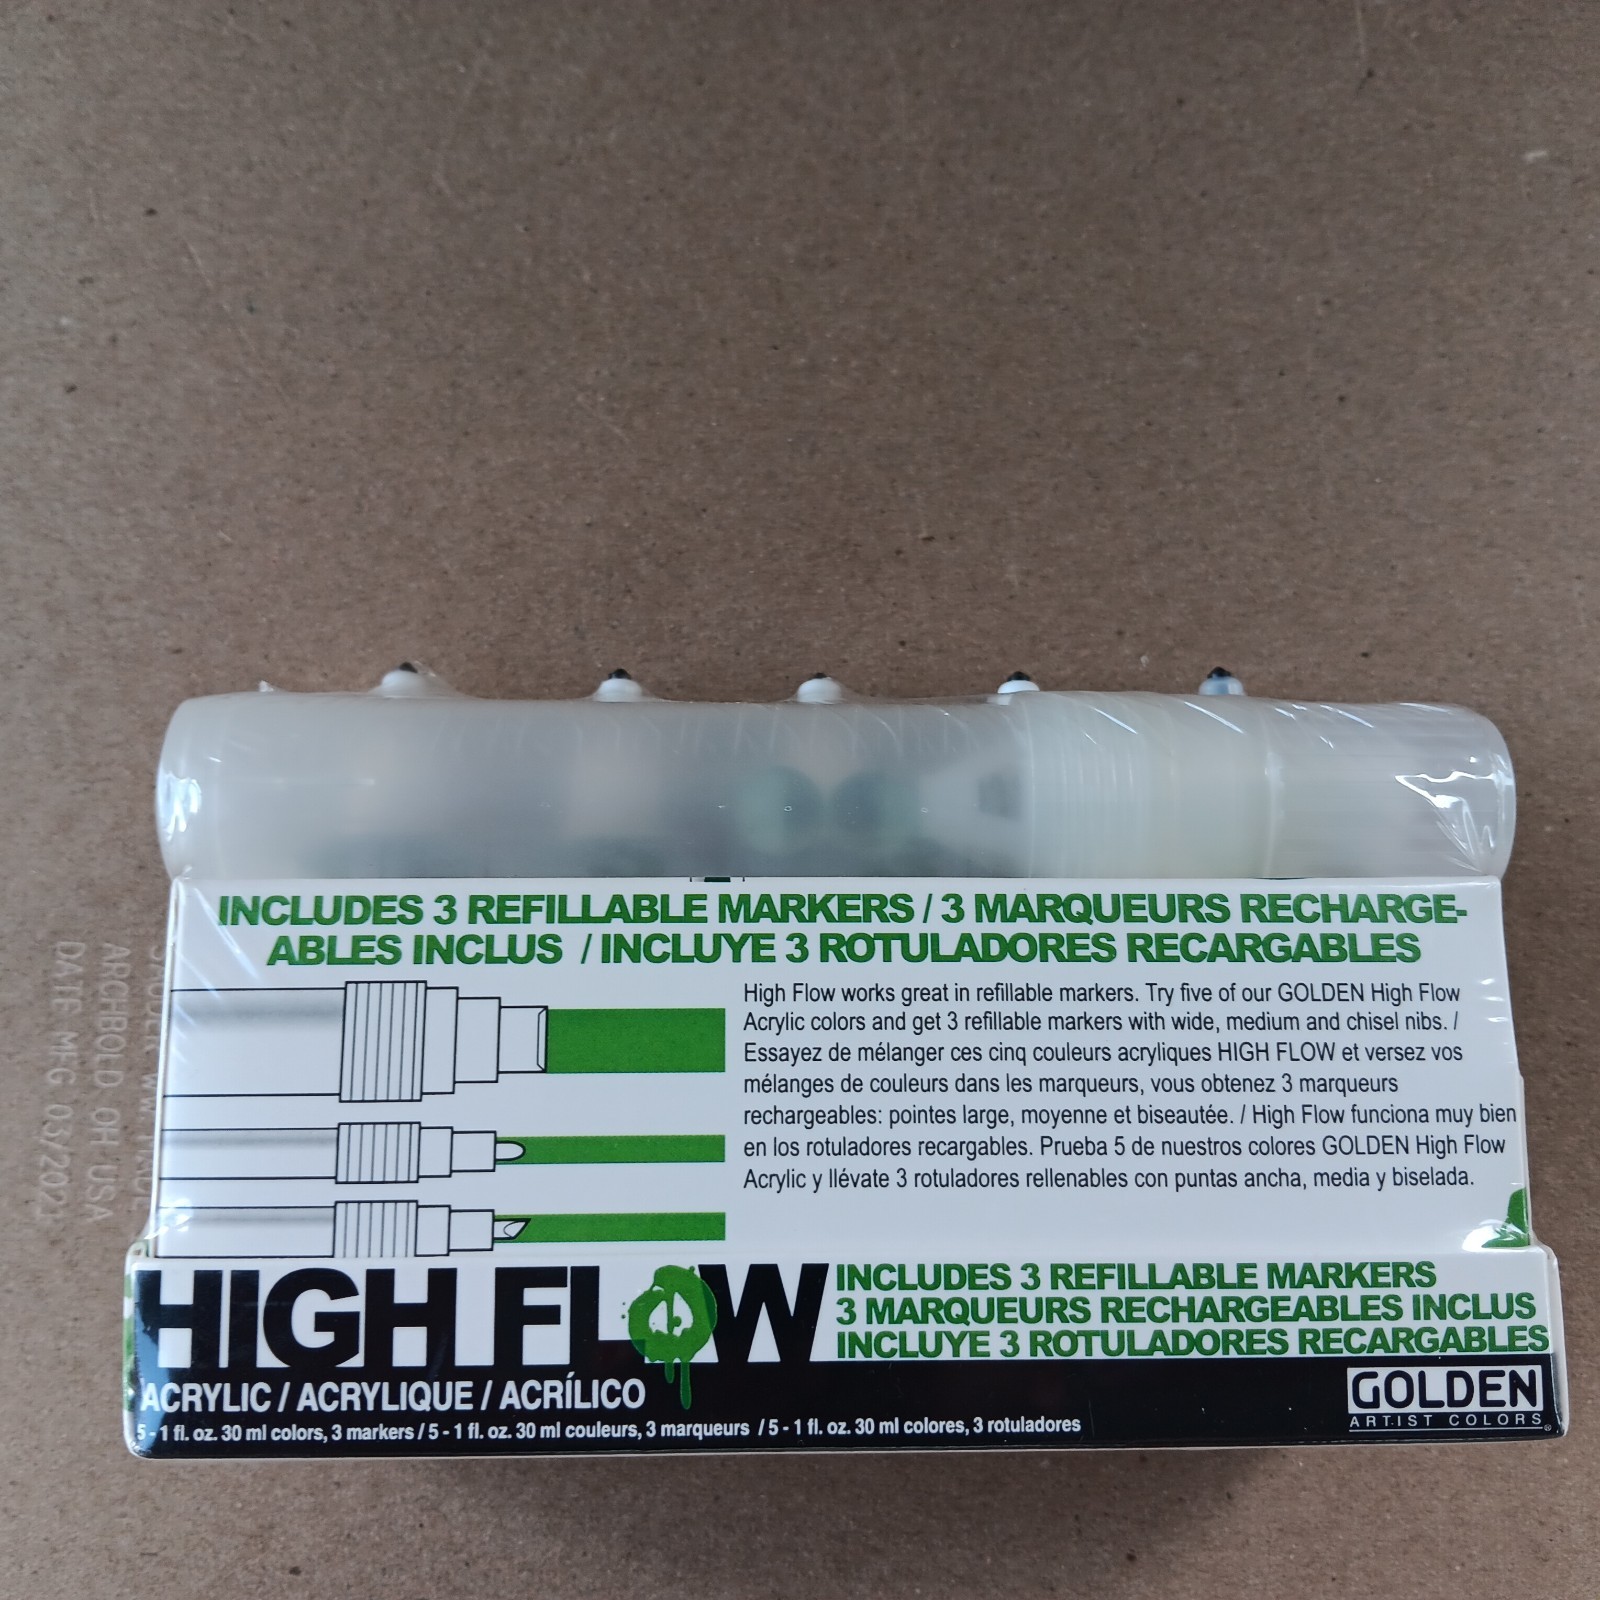 INCLUDES 3 REFILLABLE MARKERS / 3 MARQUEURS RECHARGE-
ABLES INCLUS / INCLUYE 3 ROTULADORES RECARGABLES
High Flow works great in refillable markers. Try five of our GOLDEN High Flow
Acrylic colors and get 3 refillable markers with wide, medium and chisel nibs. /
Essayez de mélanger ces cinq couleurs acryliques HIGH FLOW et versez vos
mélanges de couleurs dans les marqueurs, vous obtenez 3 marqueurs
rechargeables: pointes large, moyenne et biseautée. / High Flow funciona muy bien
en los rotuladores recargables. Prueba 5 de nuestros colores GOLDEN High Flow
Acrylic y llévate 3 rotuladores rellenables con puntas ancha, media y biselada.
HIGH FLOW
INCLUDES 3 REFILLABLE MARKERS
3 MARQUEURS RECHARGEABLES INCLUS
INCLUYE 3 ROTULADORES RECARGABLES
ACRYLIC / ACRYLIQUE / ACRÍLICO
5 - 1 fl. oz. 30 ml colors, 3 markers / 5 - 1 fl. oz. 30 ml couleurs, 3 marqueurs / 5 - 1 fl. oz. 30 ml colores, 3 rotuladores
GOLDEN
ARTIST COLORS®
ARCHBOLD OH USA
DATE MFG 03/2021